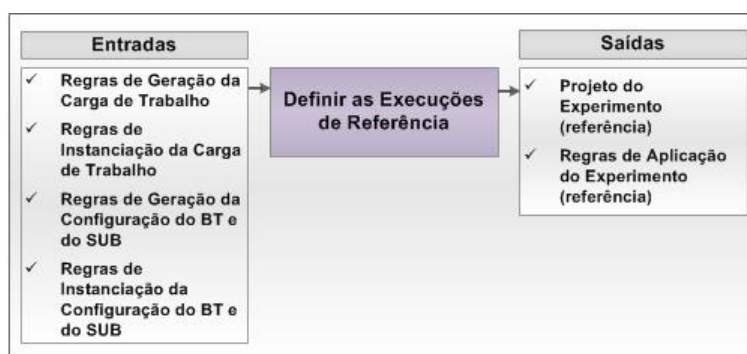 Entradas
✓ Regras de Geração da
Carga de Trabalho
✓ Regras de
Instanciação da Carga
de Trabalho
✓ Regras de Geração da
Configuração do BT e
do SUB
✓ Regras de
Instanciação da
Configuração do BT e
do SUB
Definir as Execuções
de Referência
Saídas
✓ Projeto do
Experimento
(referência)
✓ Regras de Aplicação
do Experimento
(referência)